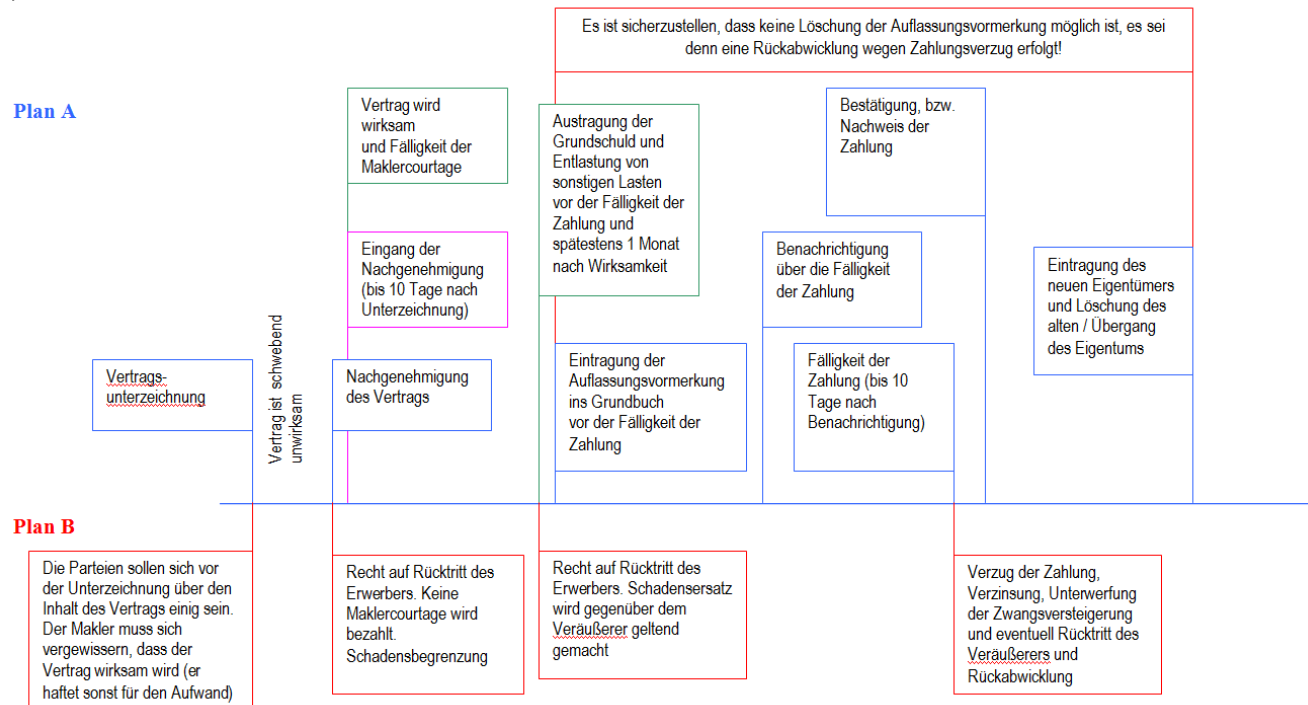 Es ist sicherzustellen, dass keine Löschung der Auflassungsvormerkung möglich ist, es sei
denn eine Rückabwicklung wegen Zahlungsverzug erfolgt!
Plan A
Vertrag wird
wirksam
und Fälligkeit der
Maklercourtage
Austragung der
Grundschuld und
Entlastung von
sonstigen Lasten
vor der Fälligkeit der
Zahlung und
spätestens 1 Monat
nach Wirksamkeit
Bestätigung, bzw.
Nachweis der
Zahlung
Eingang der
Nachgenehmigung
(bis 10 Tage nach
Unterzeichnung)
Benachrichtigung
über die Fälligkeit
der Zahlung
Eintragung des
neuen Eigentümers
und Löschung des
alten / Übergang
des Eigentums
Vertrags-
unterzeichnung
Vertrag ist schwebend
unwirksam
Nachgenehmigung
des Vertrags
Eintragung der
Auflassungsvormerkung
ins Grundbuch
vor der Fälligkeit der
Zahlung
Fälligkeit der
Zahlung (bis 10
Tage nach
Benachrichtigung)
Plan B
Die Parteien sollen sich vor
der Unterzeichnung über den
Inhalt des Vertrags einig sein.
Der Makler muss sich
vergewissern, dass der
Vertrag wirksam wird (er
haftet sonst für den Aufwand)
Recht auf Rücktritt des
Erwerbers. Keine
Maklercourtage wird
bezahlt.
Schadensbegrenzung
Recht auf Rücktritt des
Erwerbers. Schadensersatz
wird gegenüber dem
Veräußerer geltend
gemacht
Verzug der Zahlung,
Verzinsung, Unterwerfung
der Zwangsversteigerung
und eventuell Rücktritt des
Veräußerers und
Rückabwicklung